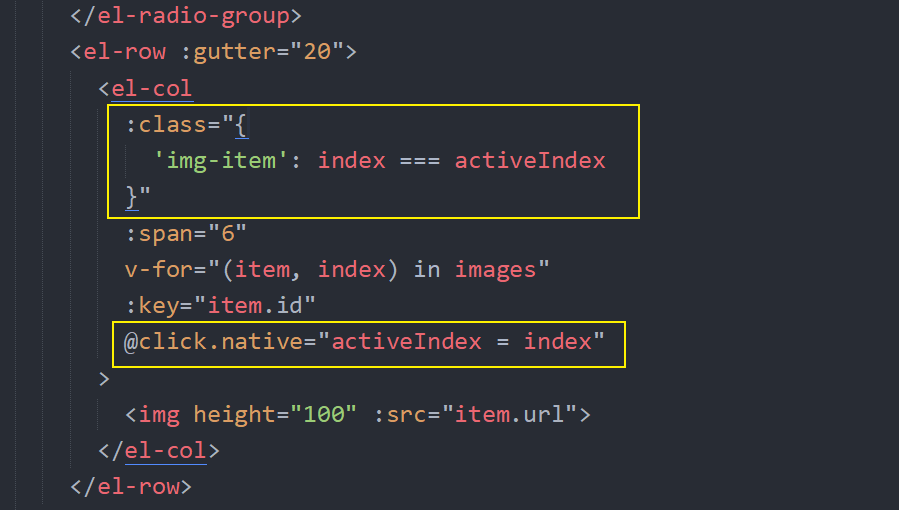 </el-radio-group>
<el-row :gutter="20">
<el-col
:class="{
'img-item': index === activeIndex
}"
:span="6"
v-for="(item, index) in images"
:key="item.id"
@click.native="activeIndex = index"
>
<img height="100" :src="item.url">
</el-col>
</el-row>